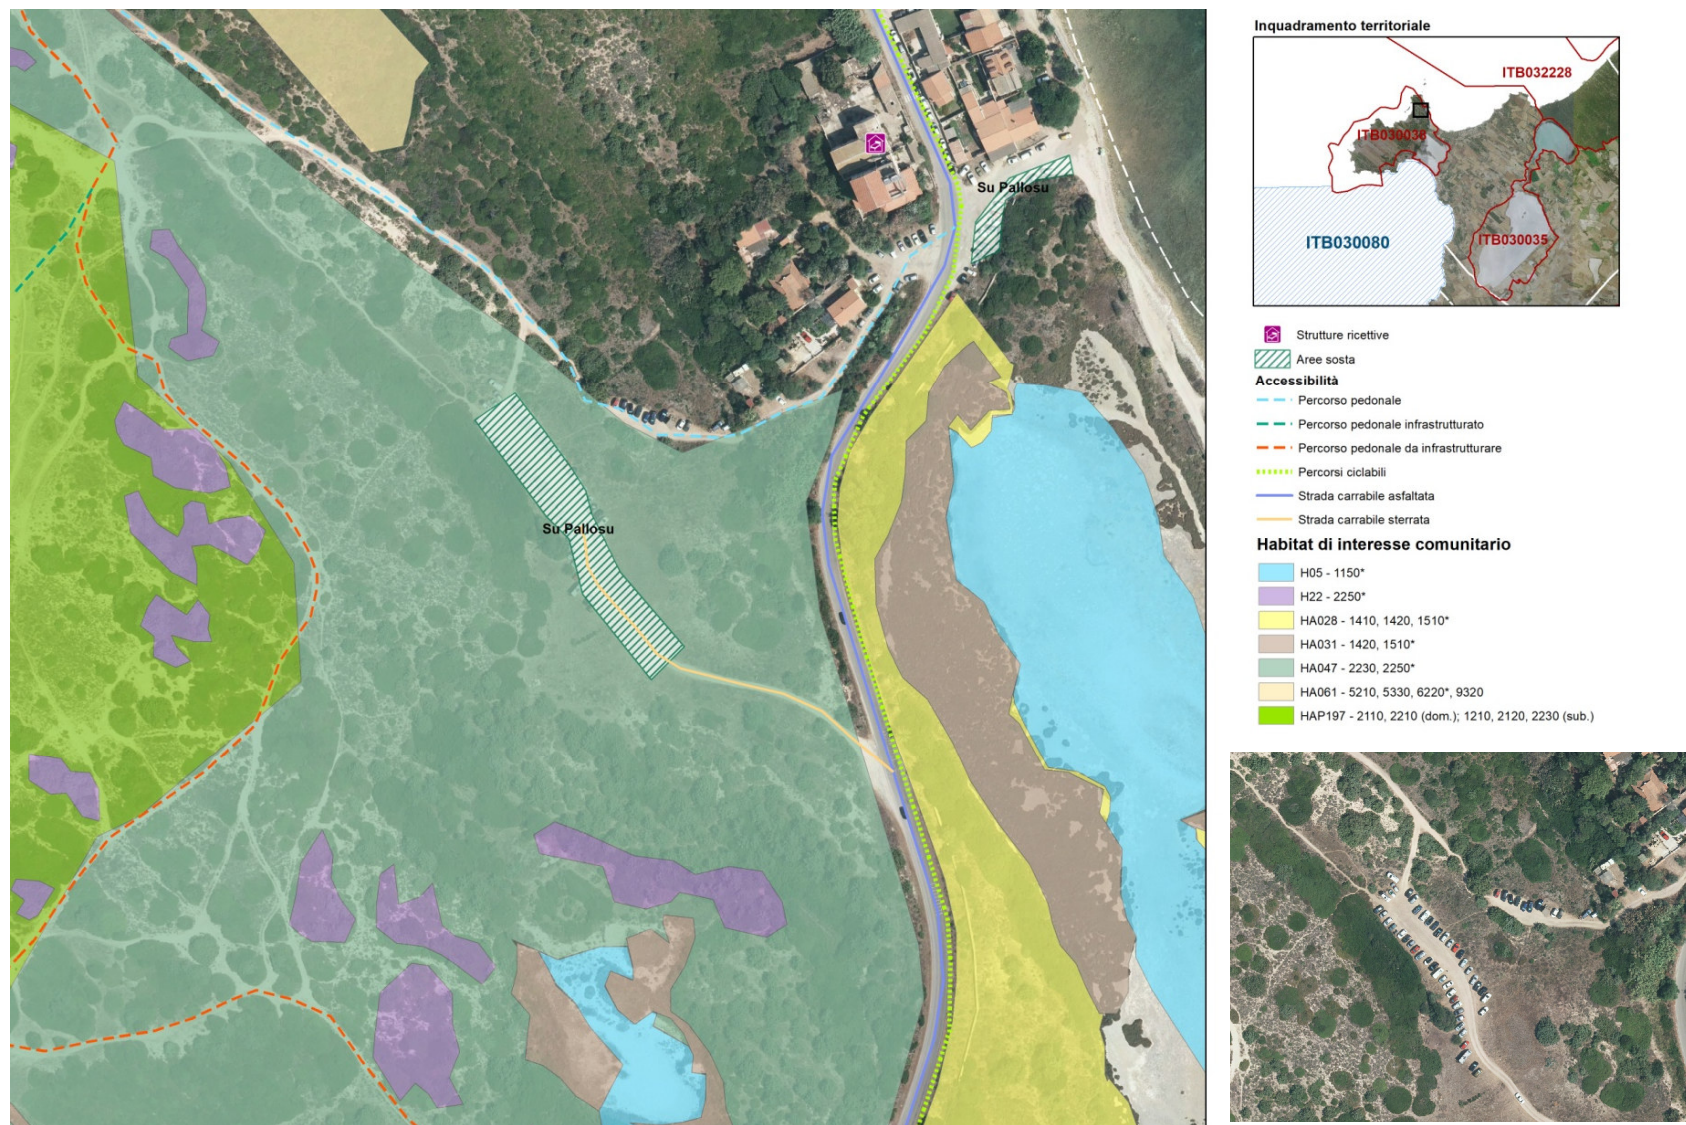 Su Pallosu
Su Pallosu
Inquadramento territoriale
ITB032228
ITB030038
ITB030080
ITB030035
Strutture ricettive
Aree sosta
Accessibilità
Percorso pedonale
Percorso pedonale infrastrutturato
Percorso pedonale da infrastrutturare
Percorsi ciclabili
Strada carrabile asfaltata
Strada carrabile sterrata
Habitat di interesse comunitario
H05 - 1150*
H22 - 2250*
HA028 - 1410, 1420, 1510*
HA031 - 1420, 1510*
HA047 - 2230, 2250*
HA061 - 5210, 5330, 6220*, 9320
HAP197 - 2110, 2210 (dom.); 1210, 2120, 2230 (sub.)